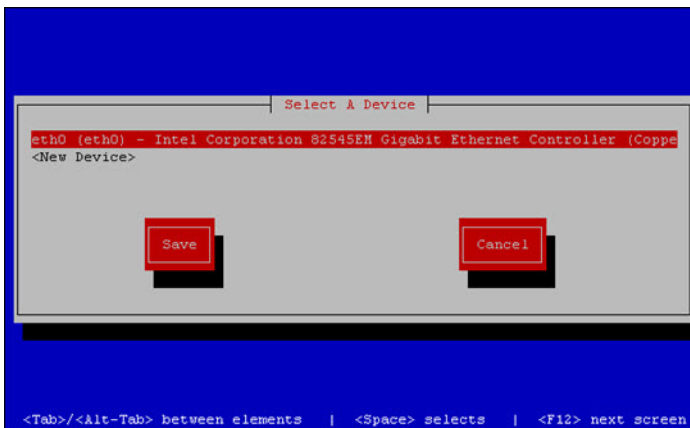 Select A Device
eth0 (eth0) - Intel Corporation 82545EM Gigabit Ethernet Controller (Coppe
<New Device>
Save
Cancel
<Tab>/<Alt-Tab> between elements | <Space> selects | <F12> next screen